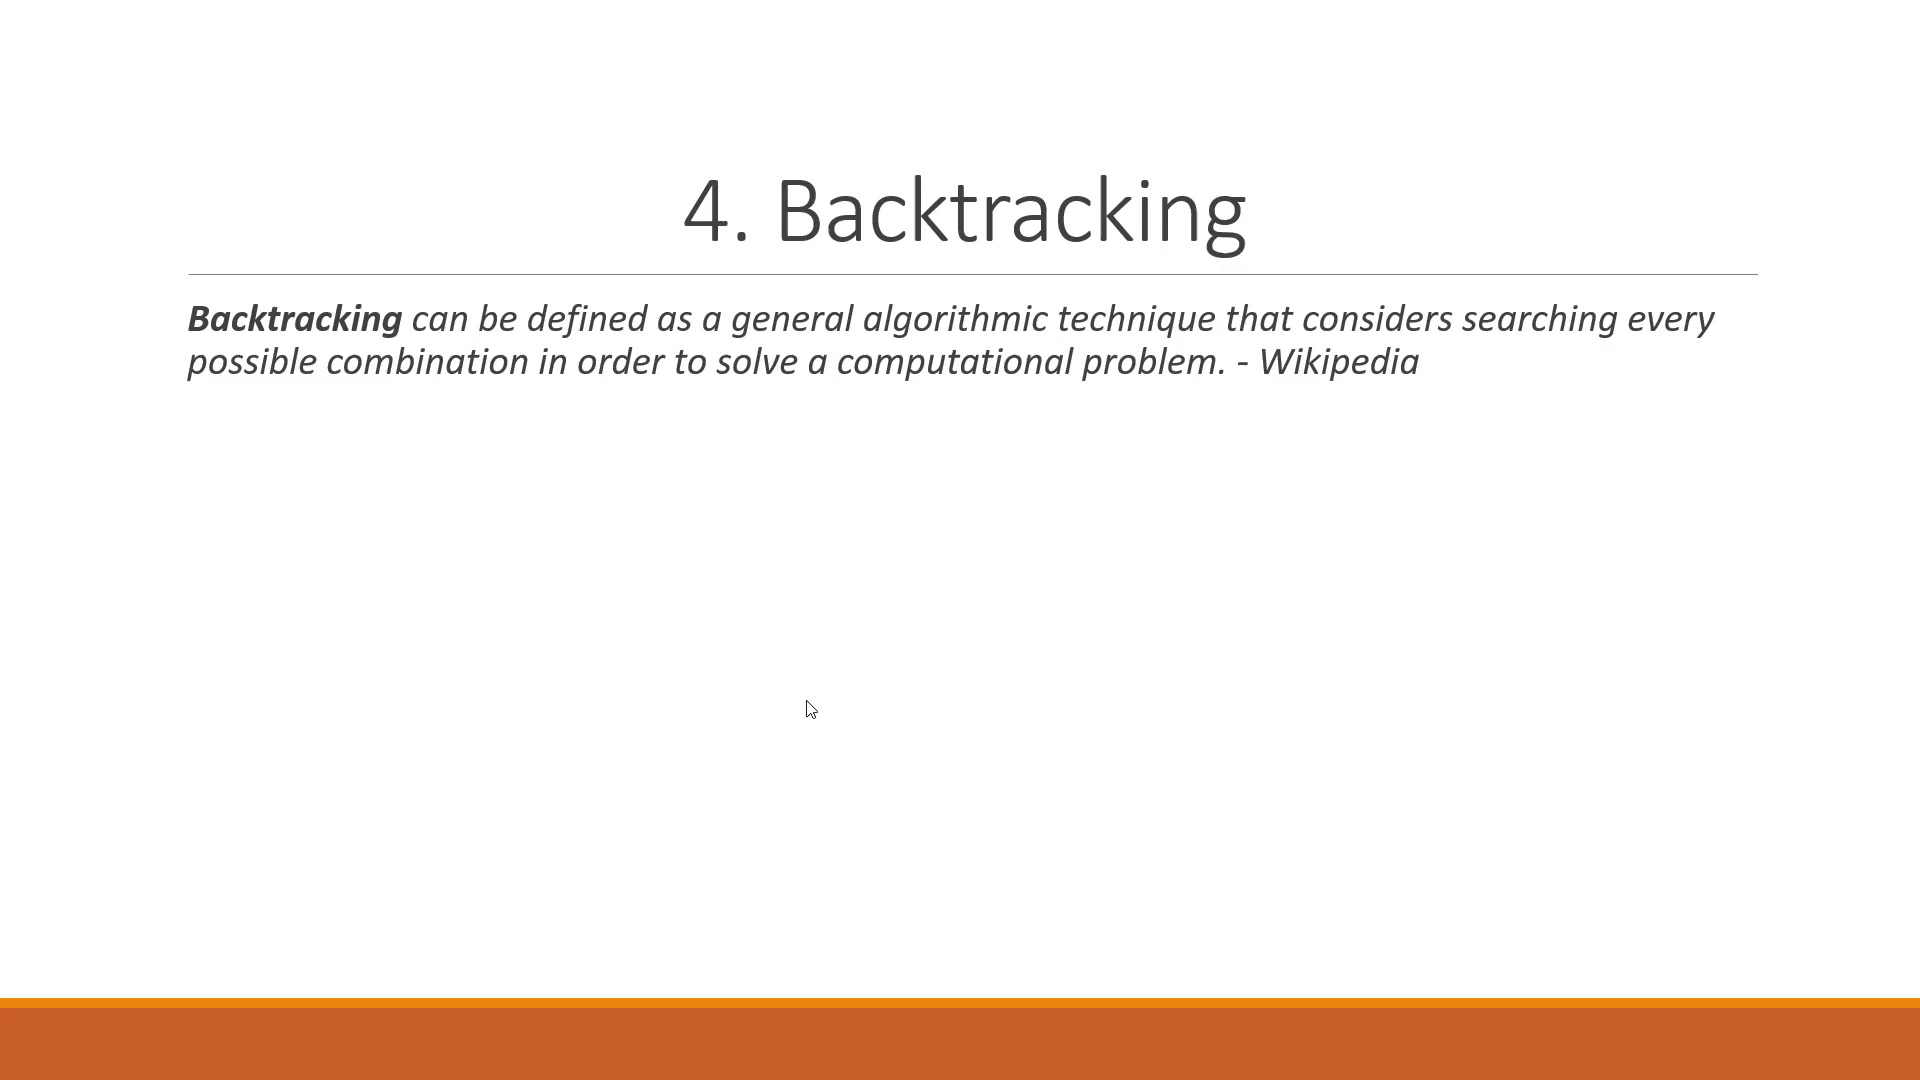 4. Backtracking
Backtracking can be defined as a general algorithmic technique that considers searching every
possible combination in order to solve a computational problem. - Wikipedia